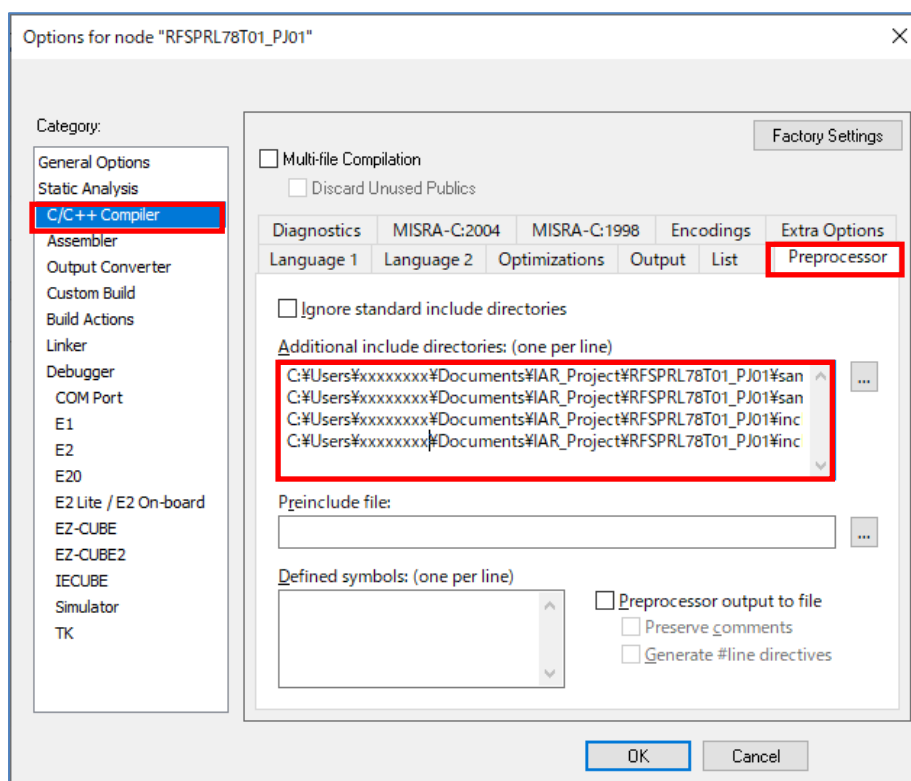 Options for node "RFSPRL78T01_PJ01"
Category:
Factory Settings
General Options
Static Analysis
C/C++ Compiler
Assembler
Output Converter
Custom Build
Build Actions
Linker
Debugger
COM Port
E1
E2
E20
E2 Lite / E2 On-board
EZ-CUBE
EZ-CUBE2
IECUBE
Simulator
TK
Multi-file Compilation
Discard Unused Publics
Diagnostics MISRA-C:2004 MISRA-C:1998 Encodings Extra Options
Language 1 Language 2 Optimizations Output List Preprocessor
Ignore standard include directories
Additional include directories: (one per line)
C:¥Users¥xxxxxxxx¥Documents¥IAR_Project¥RFSPRL78T01_PJ01¥san
C:¥Users¥xxxxxxxx¥Documents¥IAR_Project¥RFSPRL78T01_PJ01¥san
C:¥Users¥xxxxxxxx¥Documents¥IAR_Project¥RFSPRL78T01_PJ01¥inc
C:¥Users¥xxxxxxxx¥Documents¥IAR_Project¥RFSPRL78T01_PJ01¥inc
...
Preinclude file:
...
Defined symbols: (one per line)
Preprocessor output to file
Preserve comments
Generate #line directives
OK Cancel